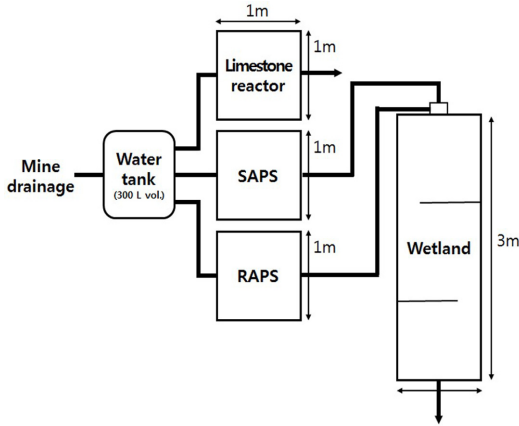 1m
Limestone
reactor
1m
Mine
drainage
Water
tank
(300 L vol.)
SAPS
1m
RAPS
1m
Wetland
3m